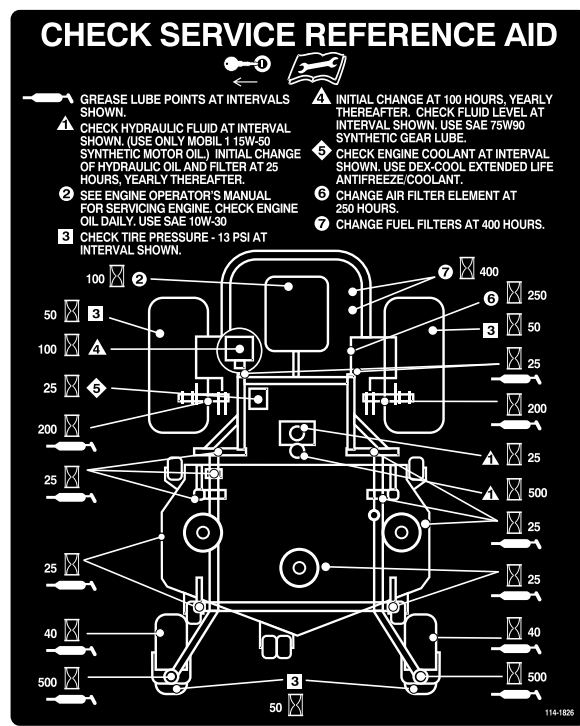 CHECK SERVICE REFERENCE AID
GREASE LUBE POINTS AT INTERVALS
SHOWN.
1 CHECK HYDRAULIC FLUID AT INTERVAL
SHOWN. (USE ONLY MOBIL 1 15W-50
SYNTHETIC MOTOR OIL.) INITIAL CHANGE
OF HYDRAULIC OIL AND FILTER AT 25
HOURS, YEARLY THEREAFTER.
2 SEE ENGINE OPERATOR'S MANUAL
FOR SERVICING ENGINE. CHECK ENGINE
OIL DAILY. USE SAE 10W-30
3 CHECK TIRE PRESSURE - 13 PSI AT
INTERVAL SHOWN.
4 INITIAL CHANGE AT 100 HOURS, YEARLY
THEREAFTER. CHECK FLUID LEVEL AT
INTERVAL SHOWN. USE SAE 75W90
SYNTHETIC GEAR LUBE.
5 CHECK ENGINE COOLANT AT INTERVAL
SHOWN. USE DEX-COOL EXTENDED LIFE
ANTIFREEZE/COOLANT.
6 CHANGE AIR FILTER ELEMENT AT
250 HOURS.
7 CHANGE FUEL FILTERS AT 400 HOURS.
100 2
50 3
100 4
25 5
200
25
25
40
500
7 400
6 250
3 50
25
200
1 25
1 500
25
25
40
500
3
50
114-1826